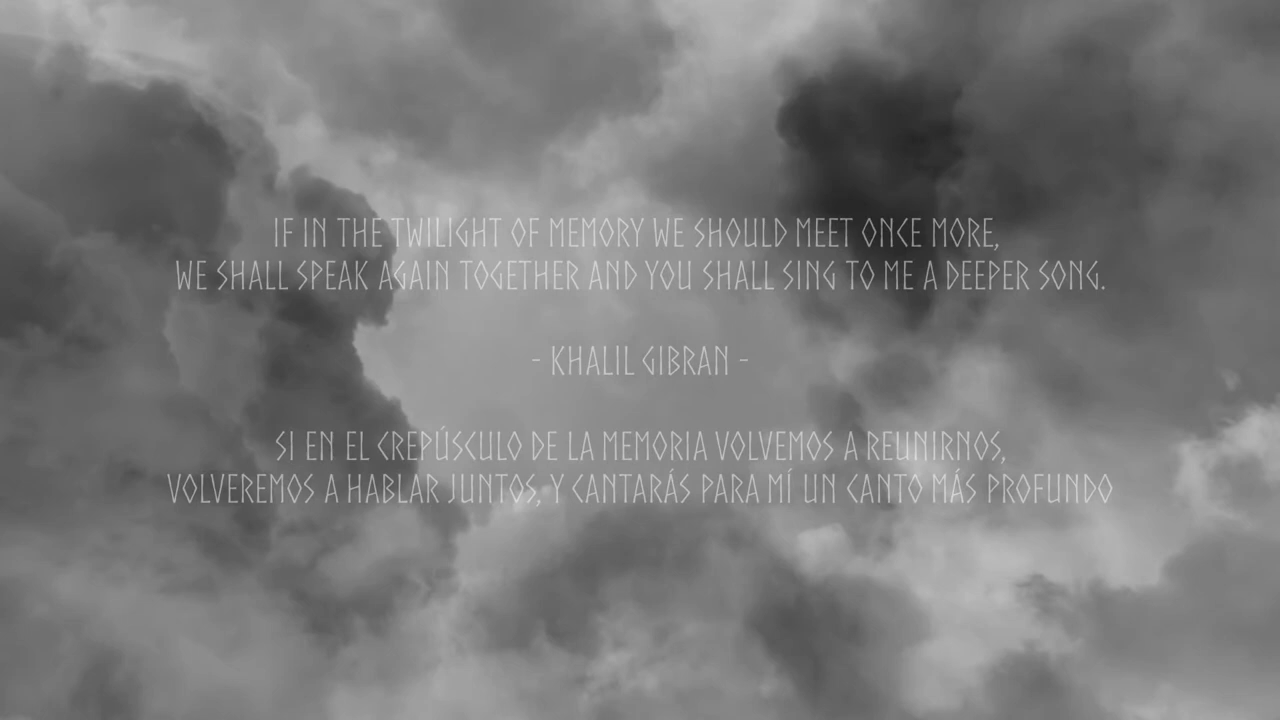 IF IN THE TWILIGHT OF MEMORY WE SHOULD MEET ONCE MORE,
WE SHALL SPEAK AGAIN TOGETHER AND YOU SHALL SING TO ME A DEEPER SONG.
- KHALIL GIBRAN -
SI EN EL CREPÚSCULO DE LA MEMORIA VOLVEMOS A REUNIRNOS,
VOLVEREMOS A HABLAR JUNTOS, Y CANTARÁS PARA MÍ UN CANTO MÁS PROFUNDO